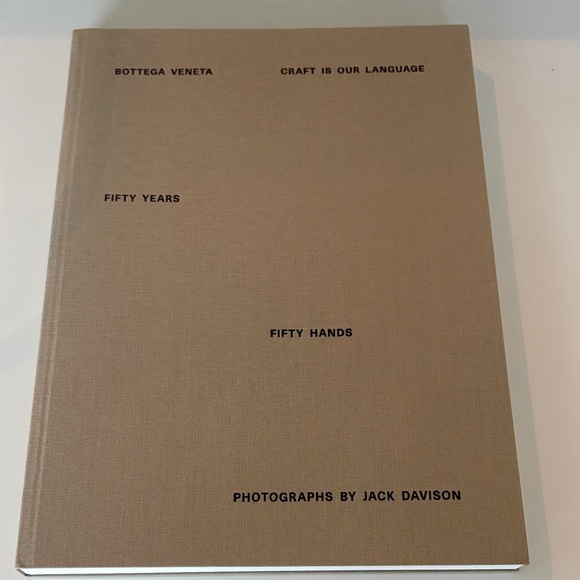 BOTTEGA VENETA CRAFT IS OUR LANGUAGE
FIFTY YEARS
FIFTY HANDS
PHOTOGRAPHS BY JACK DAVISON